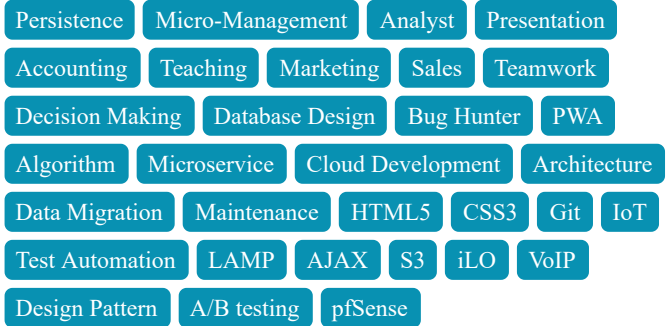 Persistence Micro-Management Analyst Presentation
Accounting Teaching Marketing Sales Teamwork
Decision Making Database Design Bug Hunter PWA
Algorithm Microservice Cloud Development Architecture
Data Migration Maintenance HTML5 CSS3 Git IoT
Test Automation LAMP AJAX S3 iLO VoIP
Design Pattern A/B testing pfSense